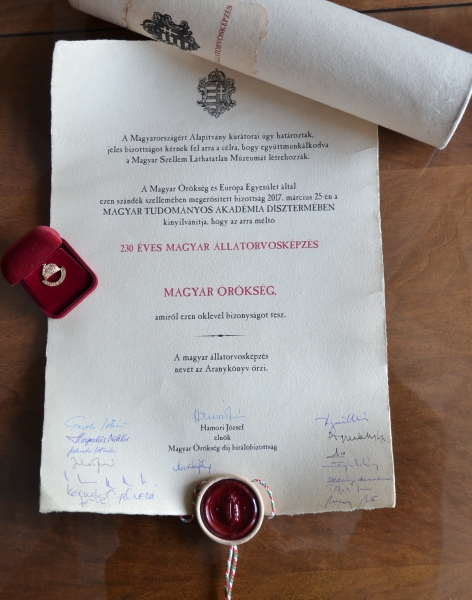 ÁLLATORVOSKÉPZÉS
A Magyarországért Alapítvány kurátorai úgy határoztak,
jeles bizottságot kérnek fel arra a célra, hogy együttmunkálkodva
a Magyar Szellem Láthatatlan Múzeumát létrehozzák.
A Magyar Örökség és Európa Egyesület által
ezen szándék szellemében megerősített bizottság 2017. március 25-én a
MAGYAR TUDOMÁNYOS AKADÉMIA DÍSZTERMÉBEN
kinyilvánítja, hogy az arra méltó
230 ÉVES MAGYAR ÁLLATORVOSKÉPZÉS
MAGYAR ÖRÖKSÉG,
amiről ezen oklevél bizonyságot tesz.
A magyar állatorvosképzés
nevét az Aranykönyv őrzi.
Hámori József
elnök
Magyar Örökség-díj bírálóbizottság